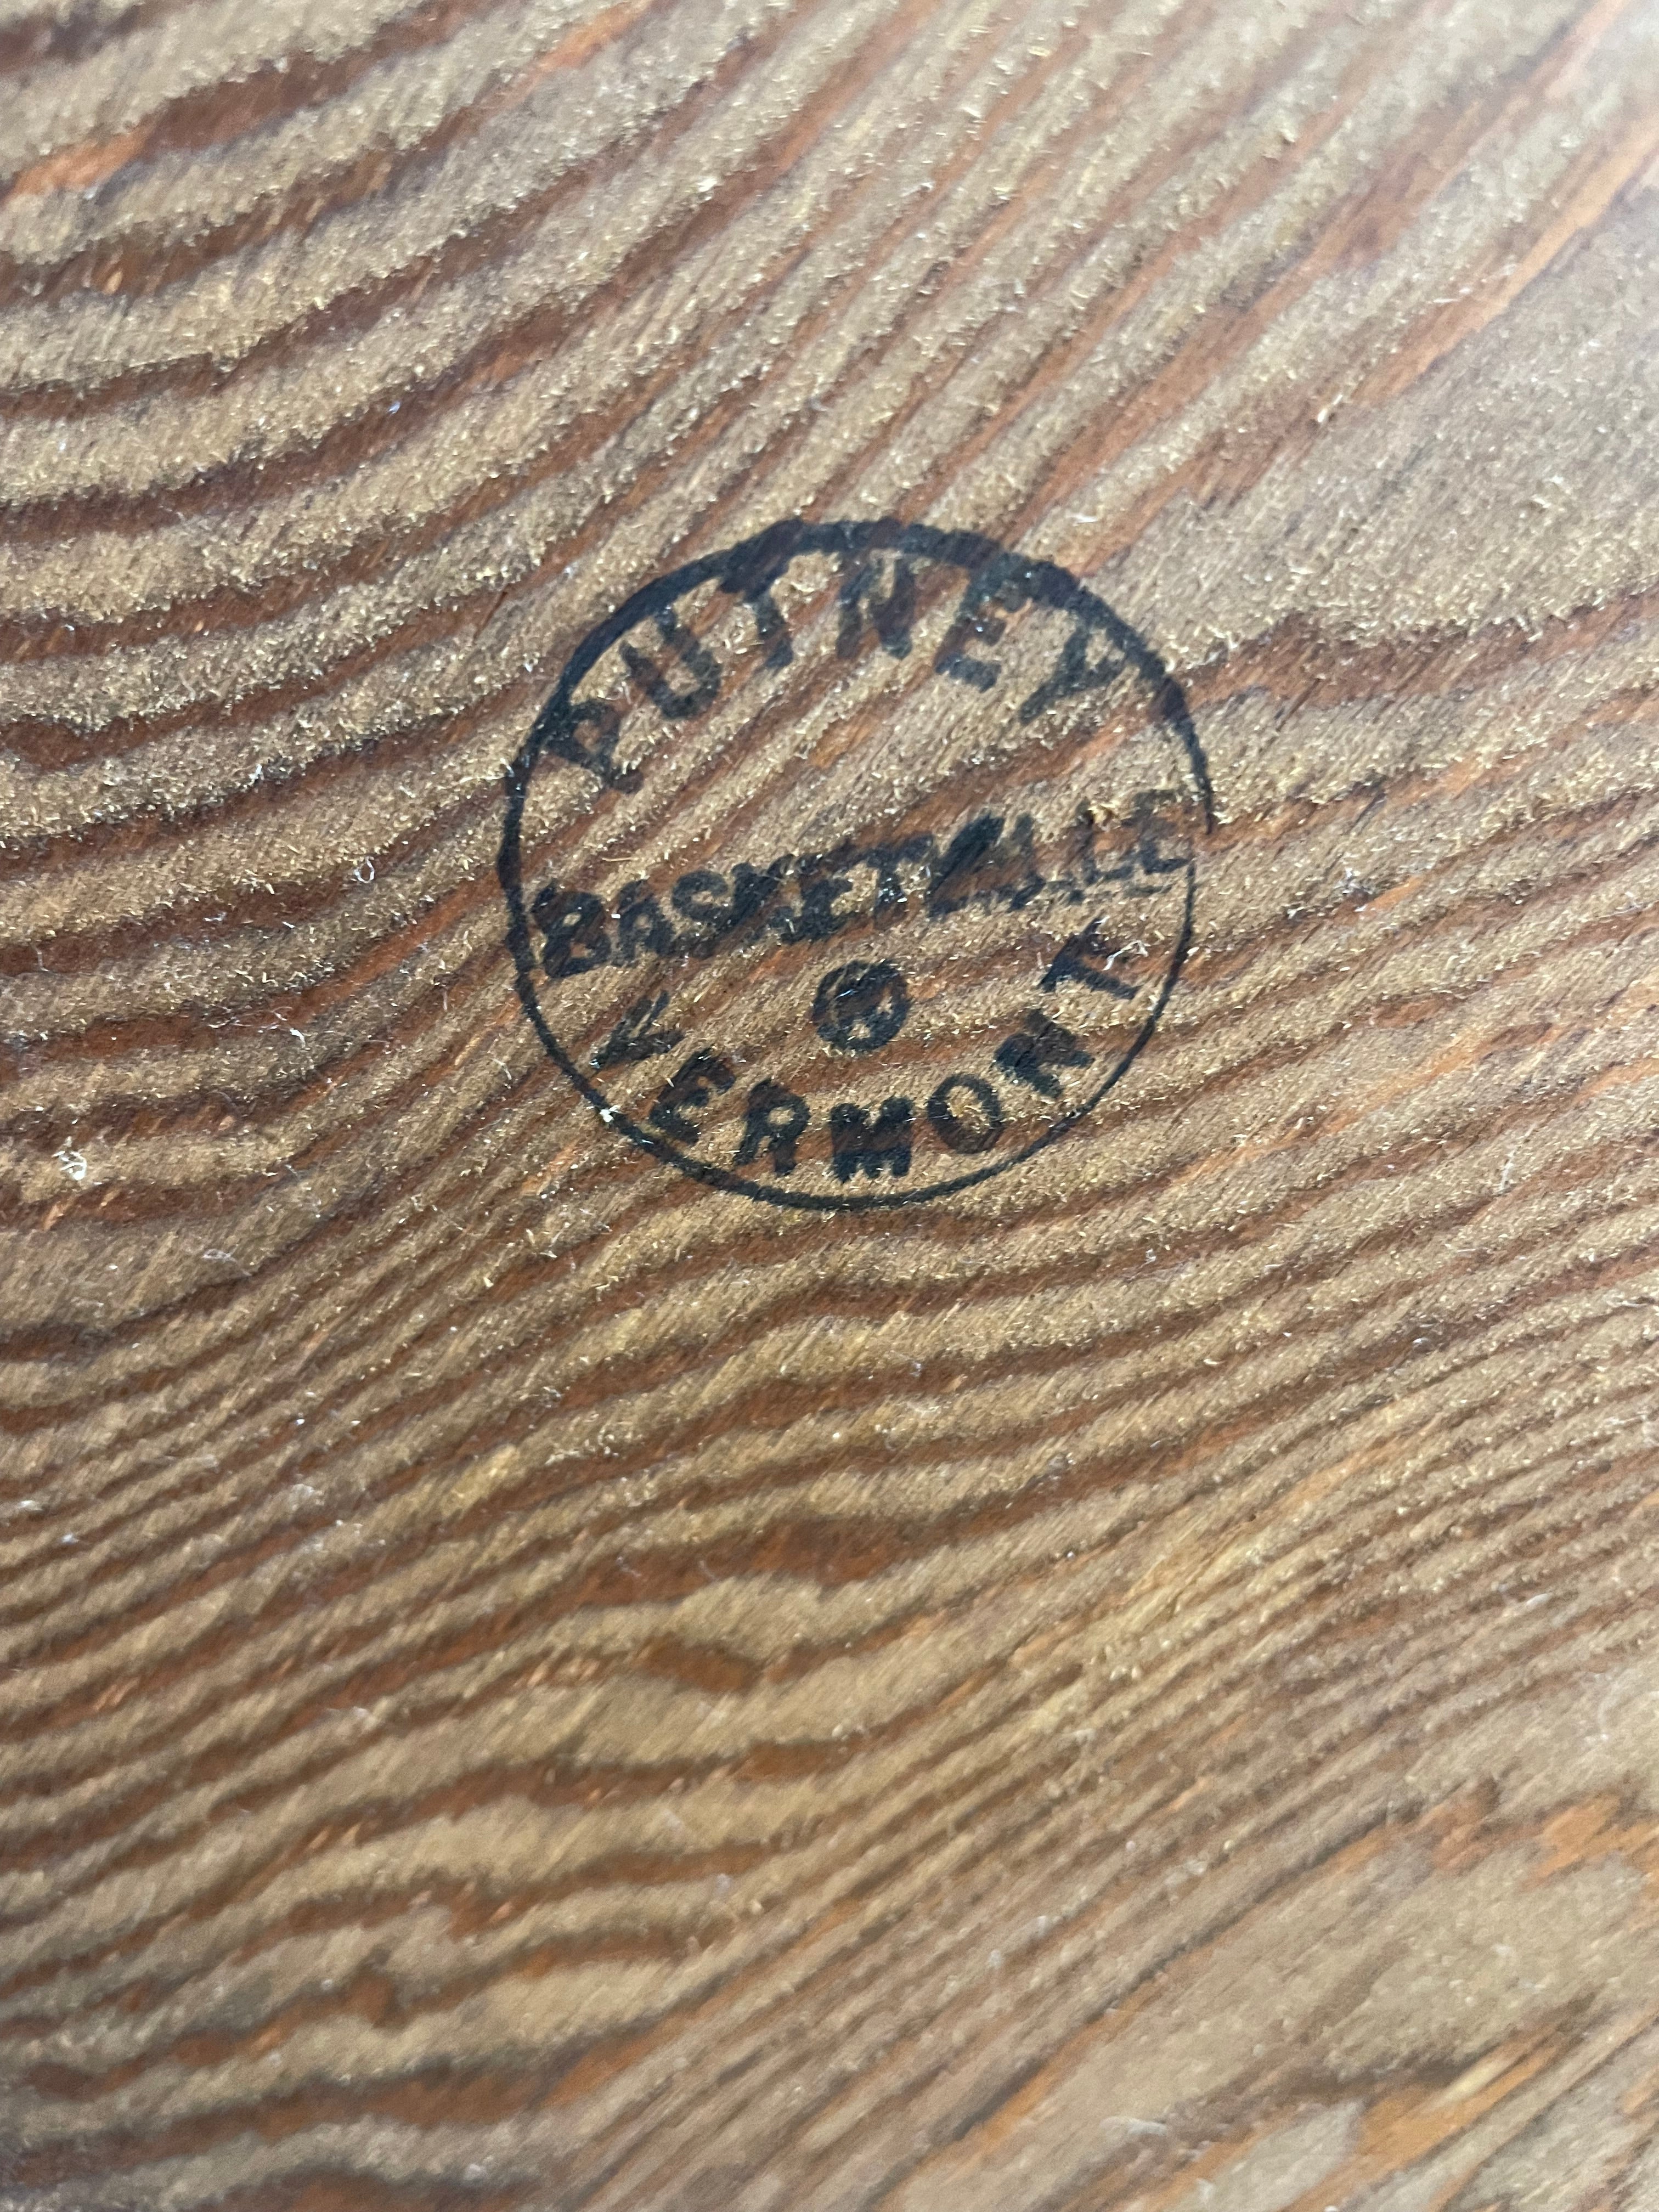 PUTNEY
BASKETVILLE
®
VERMONT